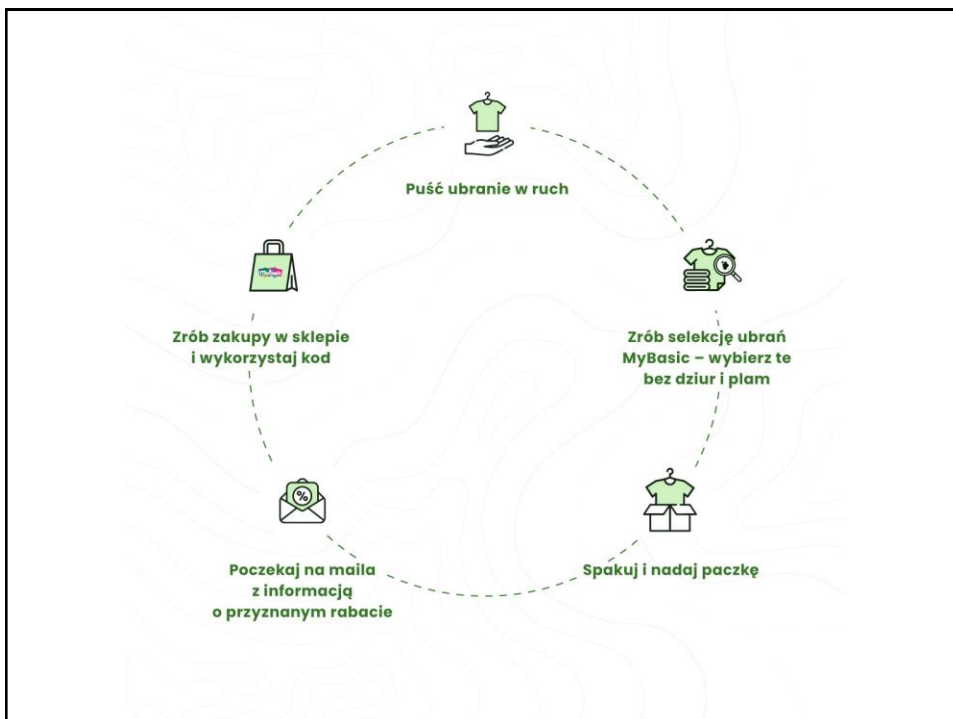 Puść ubranie w ruch
Zrób selekcję ubrań
MyBasic – wybierz te
bez dziur i plam
Spakuj i nadaj paczkę
Poczekaj na maila
z informacją
o przyznanym rabacie
Zrób zakupy w sklepie
i wykorzystaj kod
%